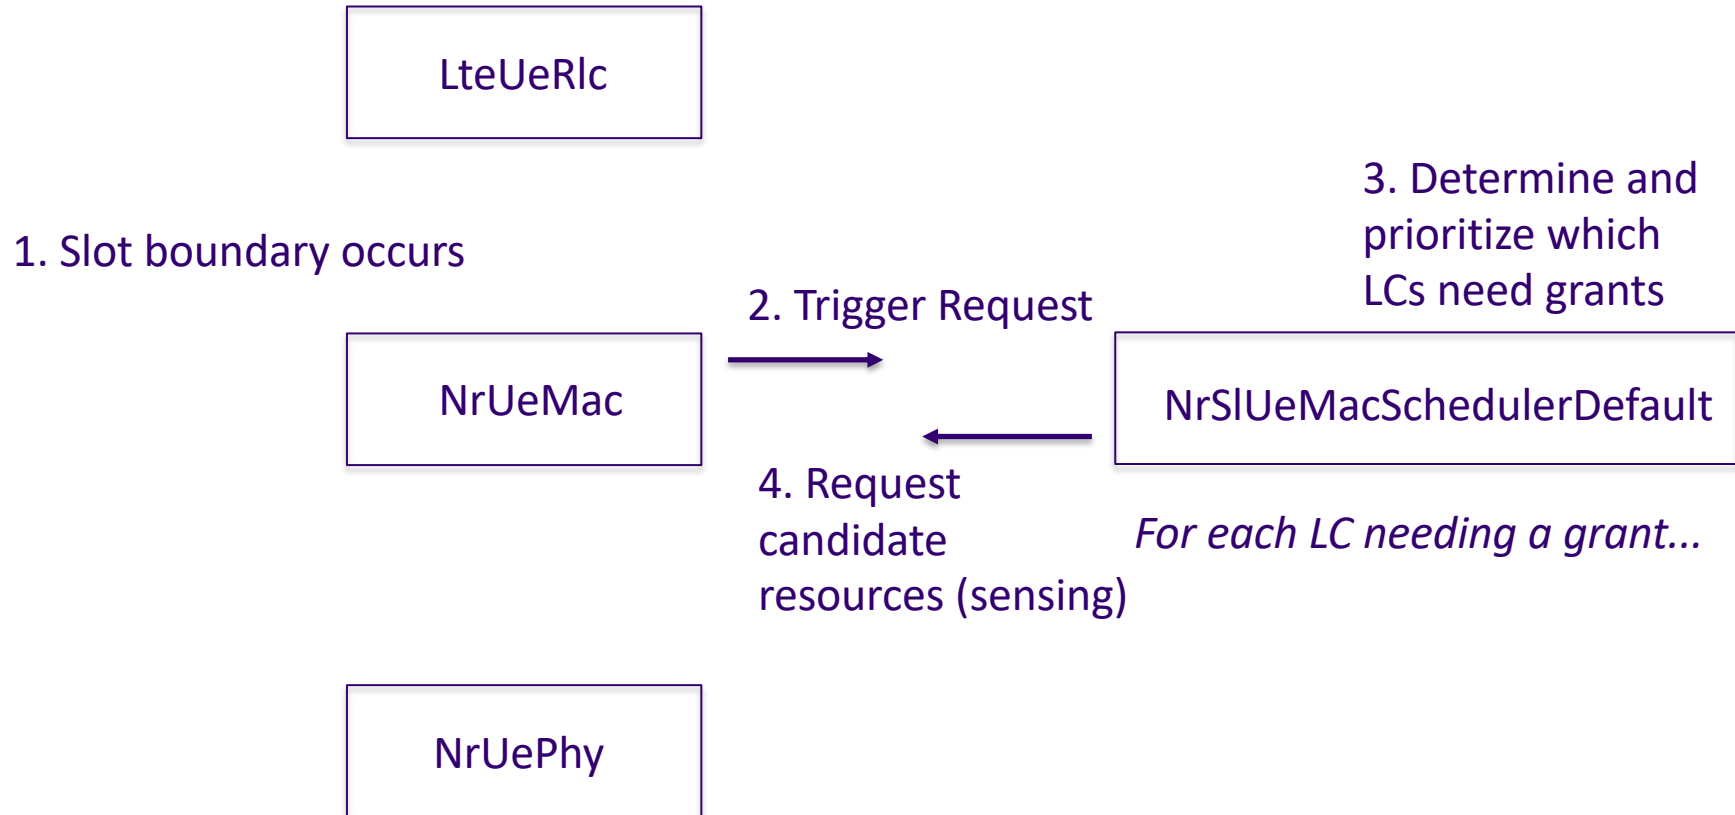 LteUeRlc
3. Determine and
prioritize which
LCs need grants
1. Slot boundary occurs
2. Trigger Request
NrUeMac
NrSlUeMacSchedulerDefault
4. Request
candidate
resources (sensing)
For each LC needing a grant...
NrUePhy